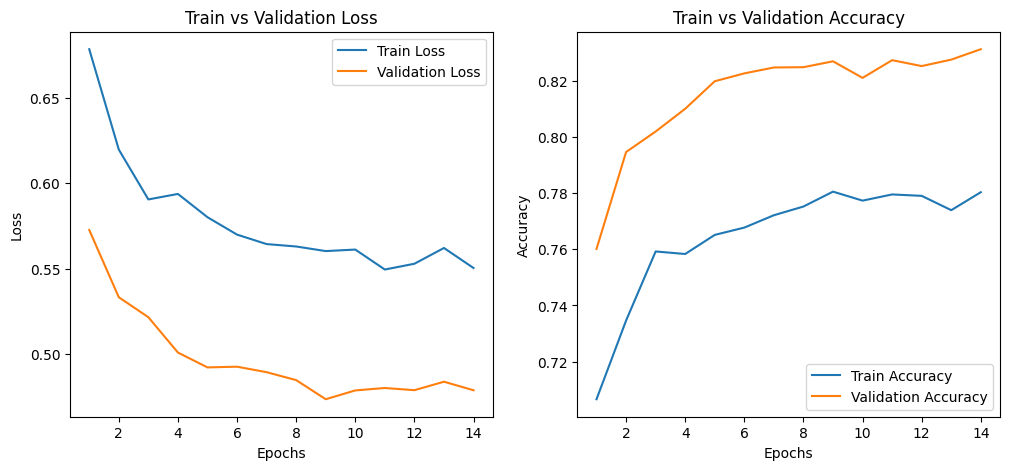 Train vs Validation Loss
Train Loss
Validation Loss
0.65
0.60
0.55
0.50
Loss
2 4 6 8 10 12 14
Epochs
Train vs Validation Accuracy
0.82
0.80
0.78
0.76
0.74
0.72
Accuracy
Train Accuracy
Validation Accuracy
2 4 6 8 10 12 14
Epochs